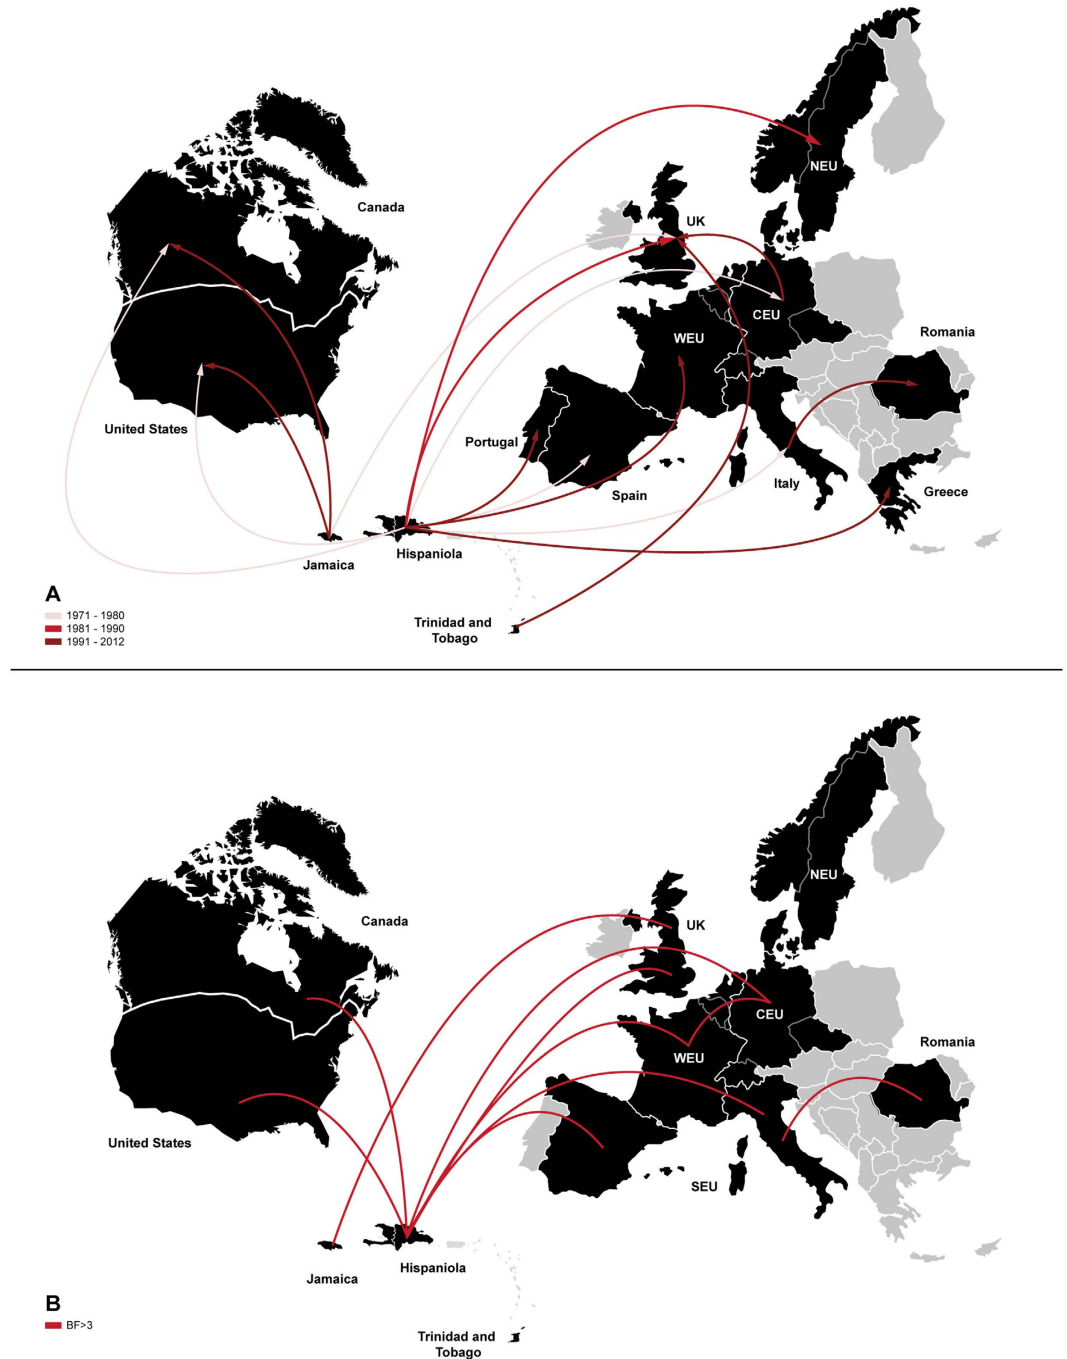 NEU
Canada
UK
CEU
WEU
Romania
United States
Portugal
Italy
Greece
Spain
Hispaniola
Jamaica
A
1971 - 1980
1981 - 1990
1991 - 2012
Trinidad and
Tobago
NEU
Canada
UK
CEU
WEU
Romania
United States
SEU
Hispaniola
Jamaica
B
BF>3
Trinidad and
Tobago